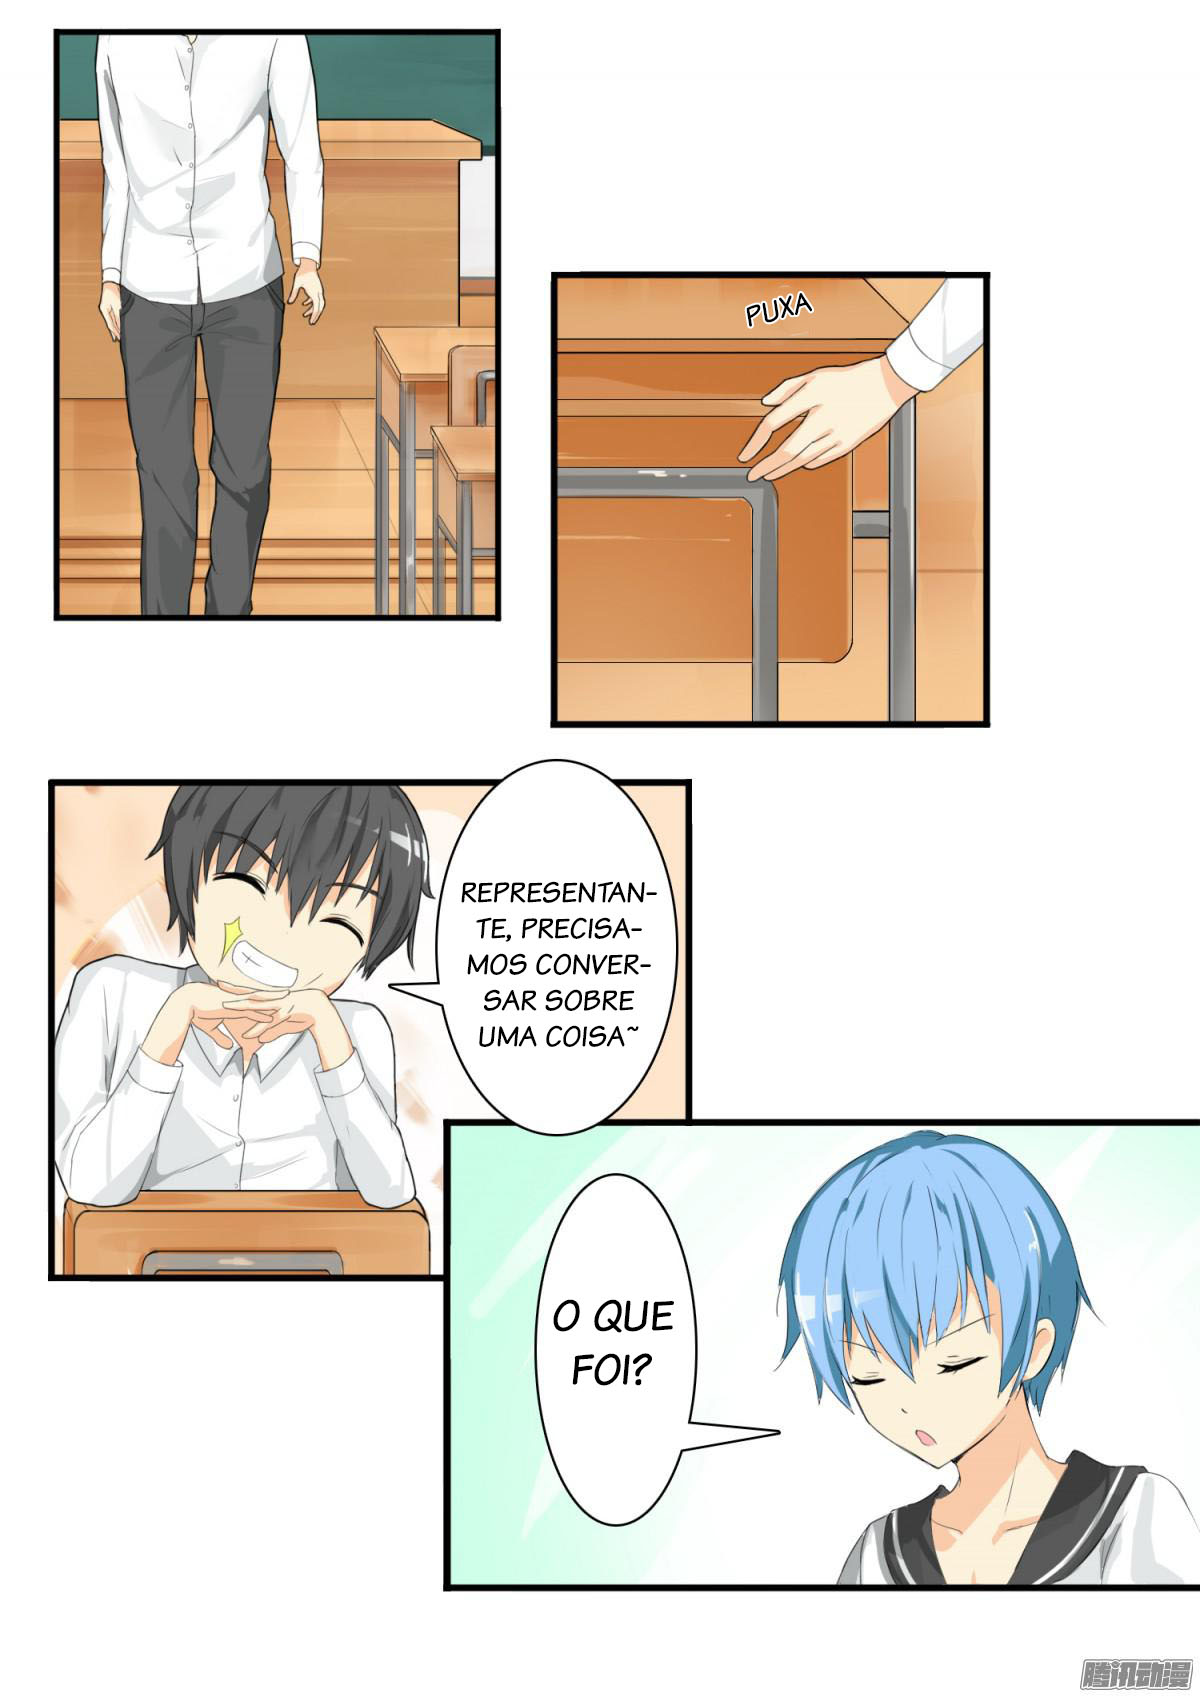 PUXA
REPRESENTAN-
TE, PRECISA-
MOS CONVER-
SAR SOBRE
UMA COISA~
O QUE
FOI?
腾讯动漫